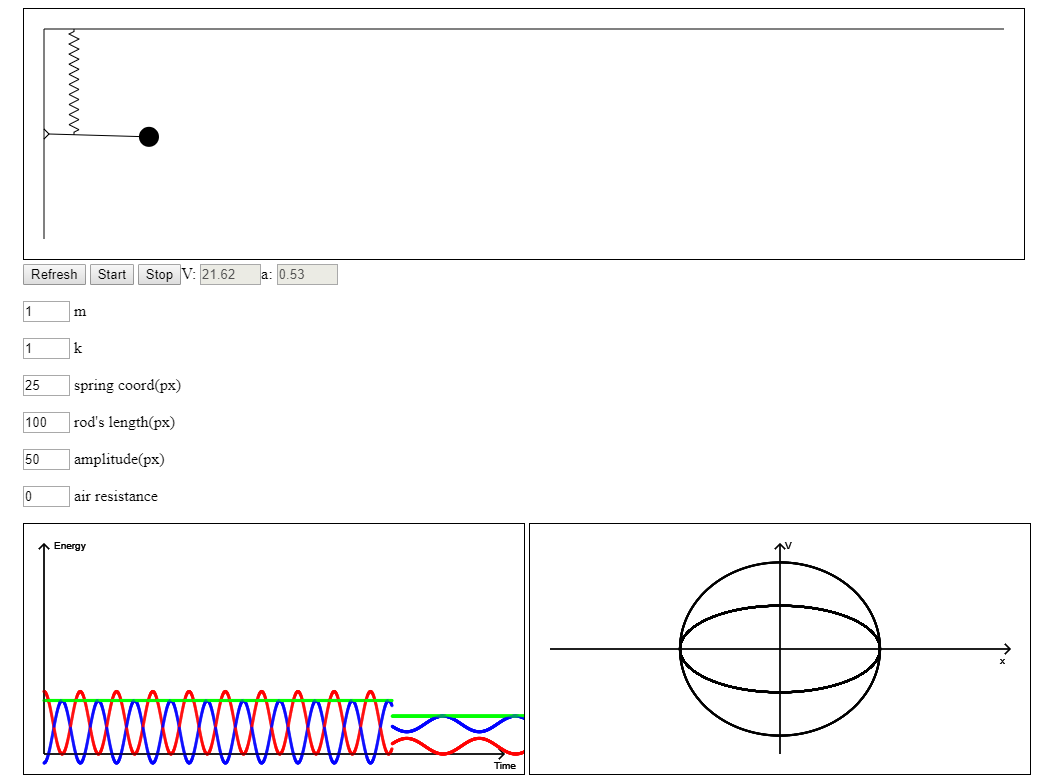 Refresh Start Stop V: 21.62 a: 0.53
1 m
1 k
25 spring coord(px)
100 rod's length(px)
50 amplitude(px)
0 air resistance
Energy
Time
V
x